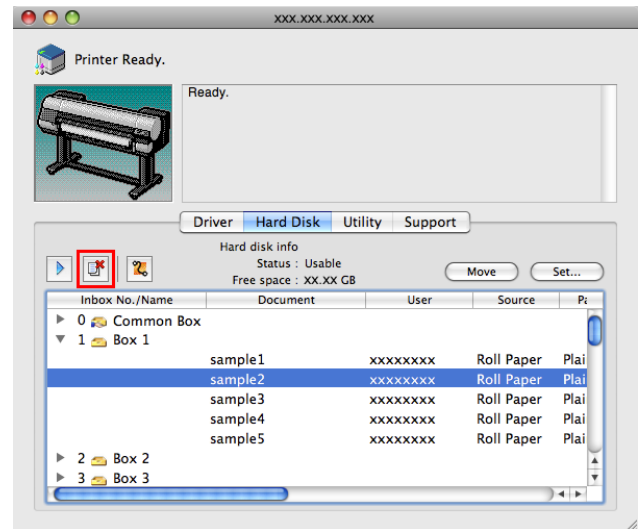 xxx.xxx.xxx.xxx
Printer Ready.
Ready.
Driver Hard Disk Utility Support
Hard disk info
Status : Usable
Free space : XX.XX GB
Move Set...
Inbox No./Name Document User Source Pa
0 Common Box
1 Box 1
sample1 xxxxxxxx Roll Paper Plai
sample2 xxxxxxxx Roll Paper Plai
sample3 xxxxxxxx Roll Paper Plai
sample4 xxxxxxxx Roll Paper Plai
sample5 xxxxxxxx Roll Paper Plai
2 Box 2
3 Box 3